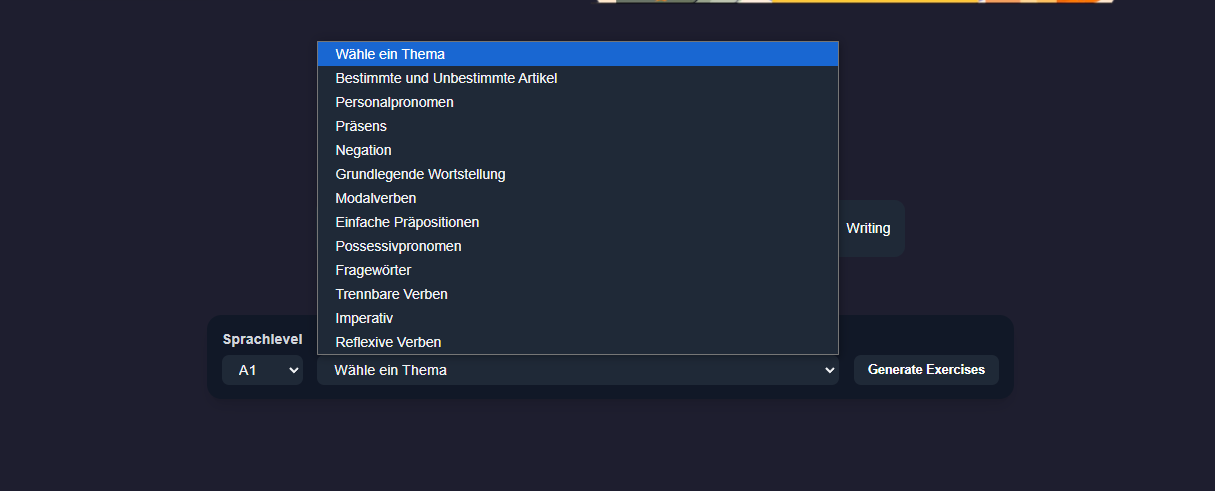 Wähle ein Thema
Bestimmte und Unbestimmte Artikel
Personalpronomen
Präsens
Negation
Grundlegende Wortstellung
Modalverben
Einfache Präpositionen
Possessivpronomen
Fragewörter
Trennbare Verben
Imperativ
Reflexive Verben
Writing
Sprachlevel
A1
Wähle ein Thema
Generate Exercises